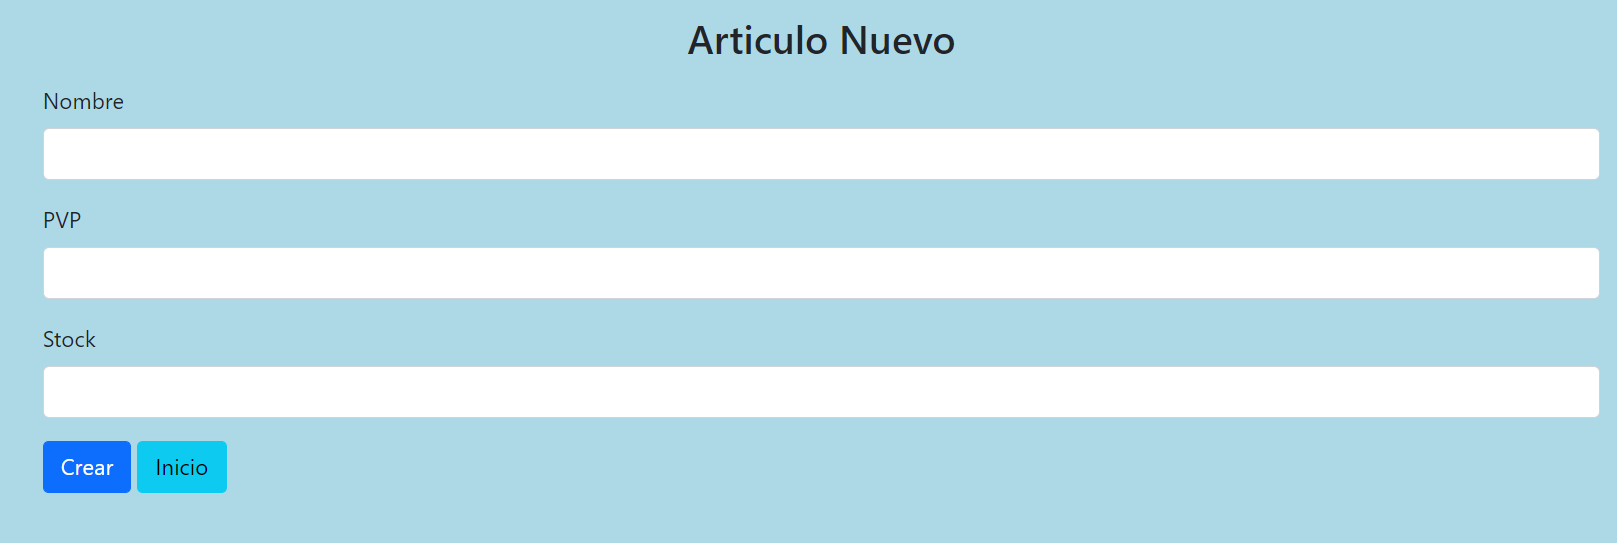 Articulo Nuevo
Nombre
PVP
Stock
Crear Inicio